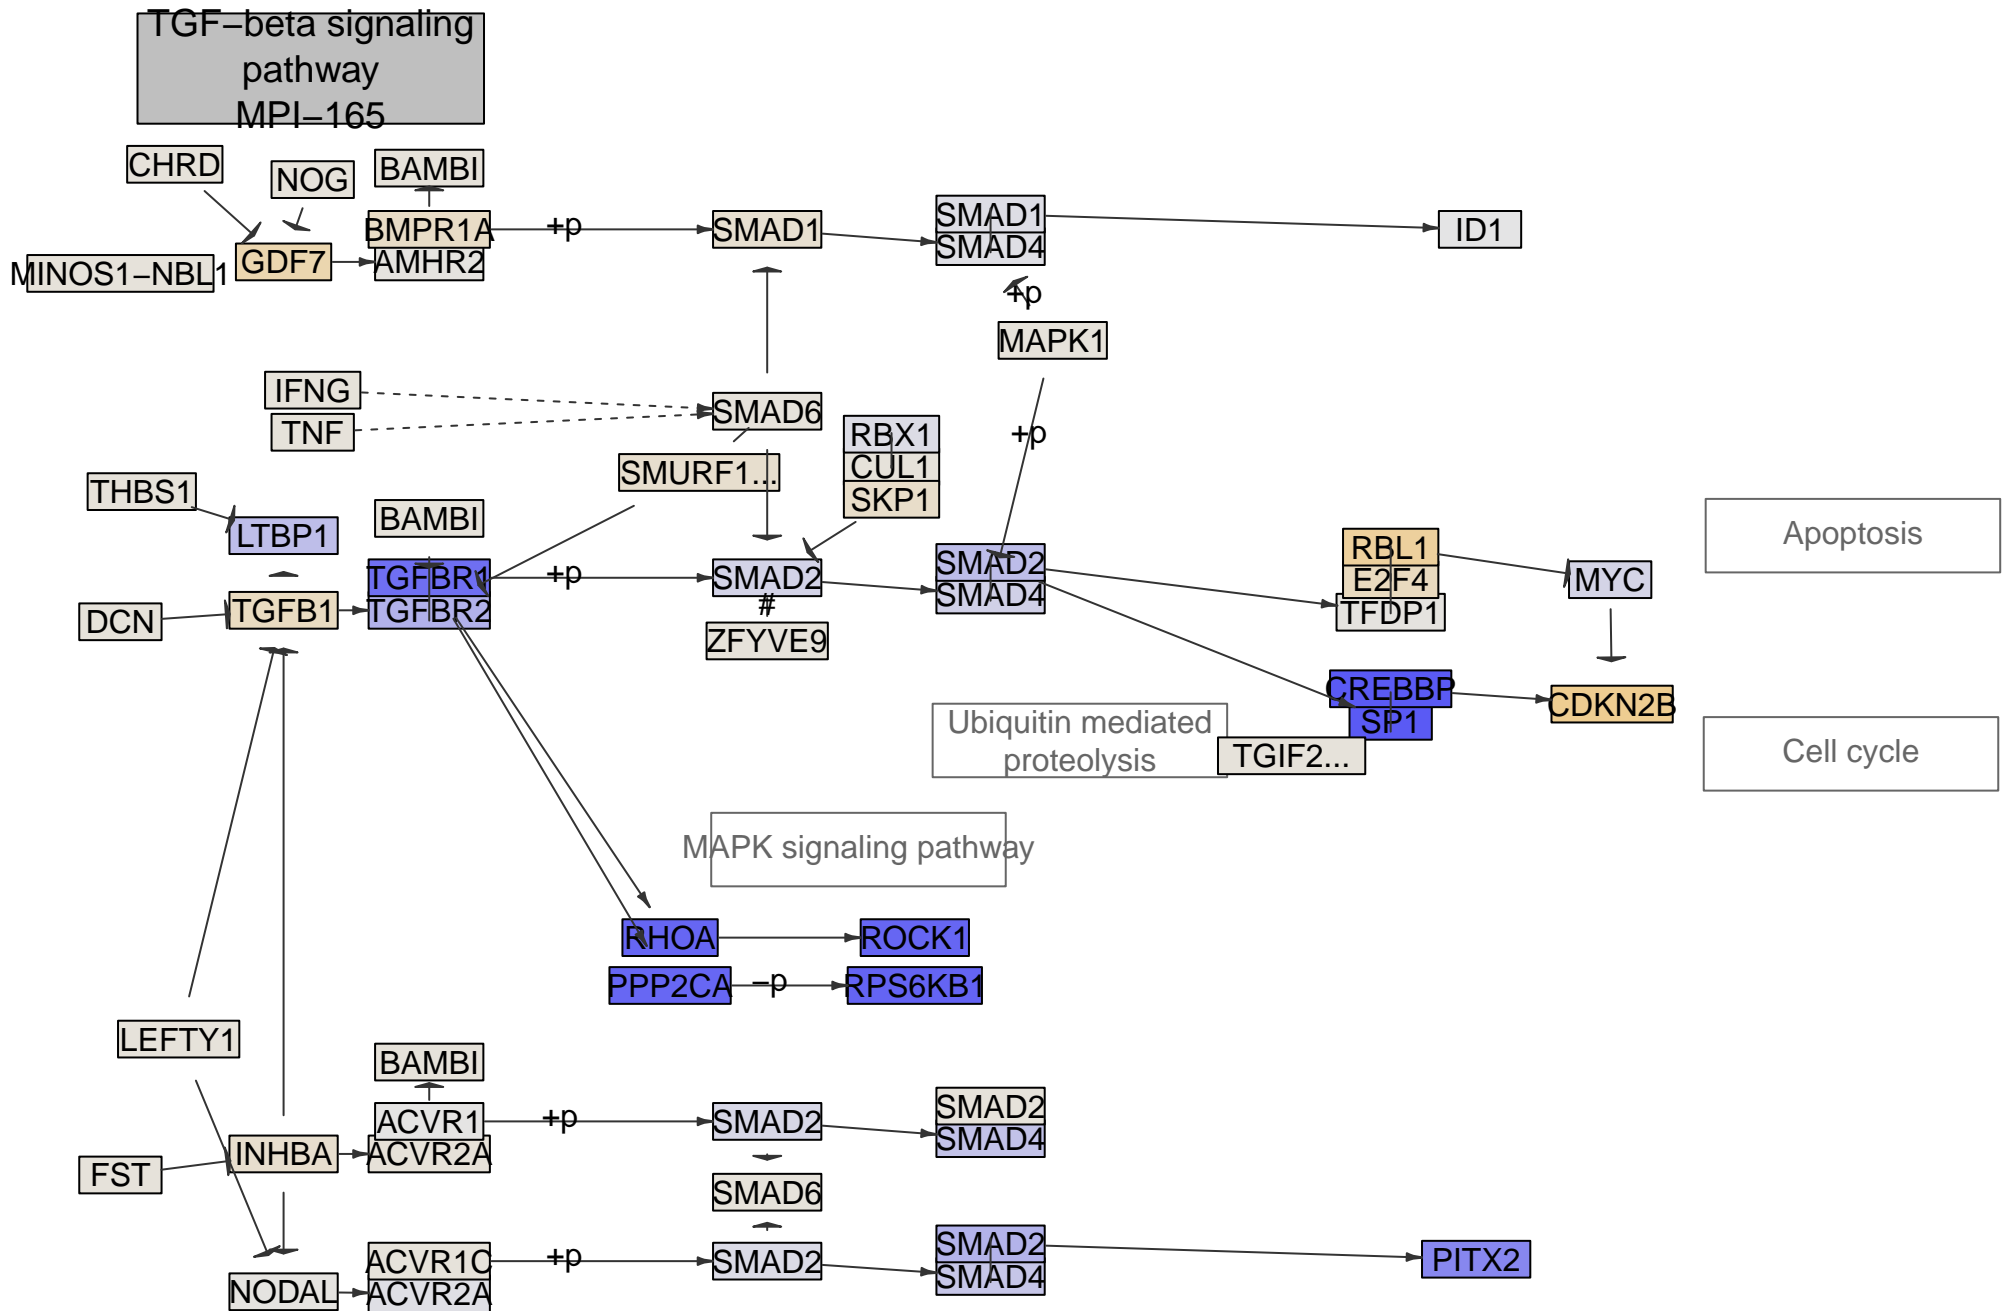 TGF−beta signaling
pathway
MPI−165
CHRD
NOG
BAMBI
BMPR1A
+p
SMAD1
SMAD1
SMAD4
ID1
MINOS1−NBL1
GDF7
AMHR2
+p
MAPK1
IFNG
TNF
SMAD6
RBX1
CUL1
SKP1
+p
SMURF1...
THBS1
LTBP1
BAMBI
TGFBR1
+p
SMAD2
#
ZFYVE9
SMAD2
SMAD4
RBL1
E2F4
TFDP1
MYC
Apoptosis
DCN
TGFB1
TGFBR2
CREBBP
SP1
CDKN2B
Ubiquitin mediated
proteolysis
TGIF2...
Cell cycle
MAPK signaling pathway
RHOA
ROCK1
PPP2CA
−p
RPS6KB1
LEFTY1
BAMBI
ACVR1
+p
SMAD2
SMAD2
SMAD4
FST
INHBA
ACVR2A
SMAD6
ACVR1C
+p
SMAD2
SMAD2
SMAD4
PITX2
NODAL
ACVR2A